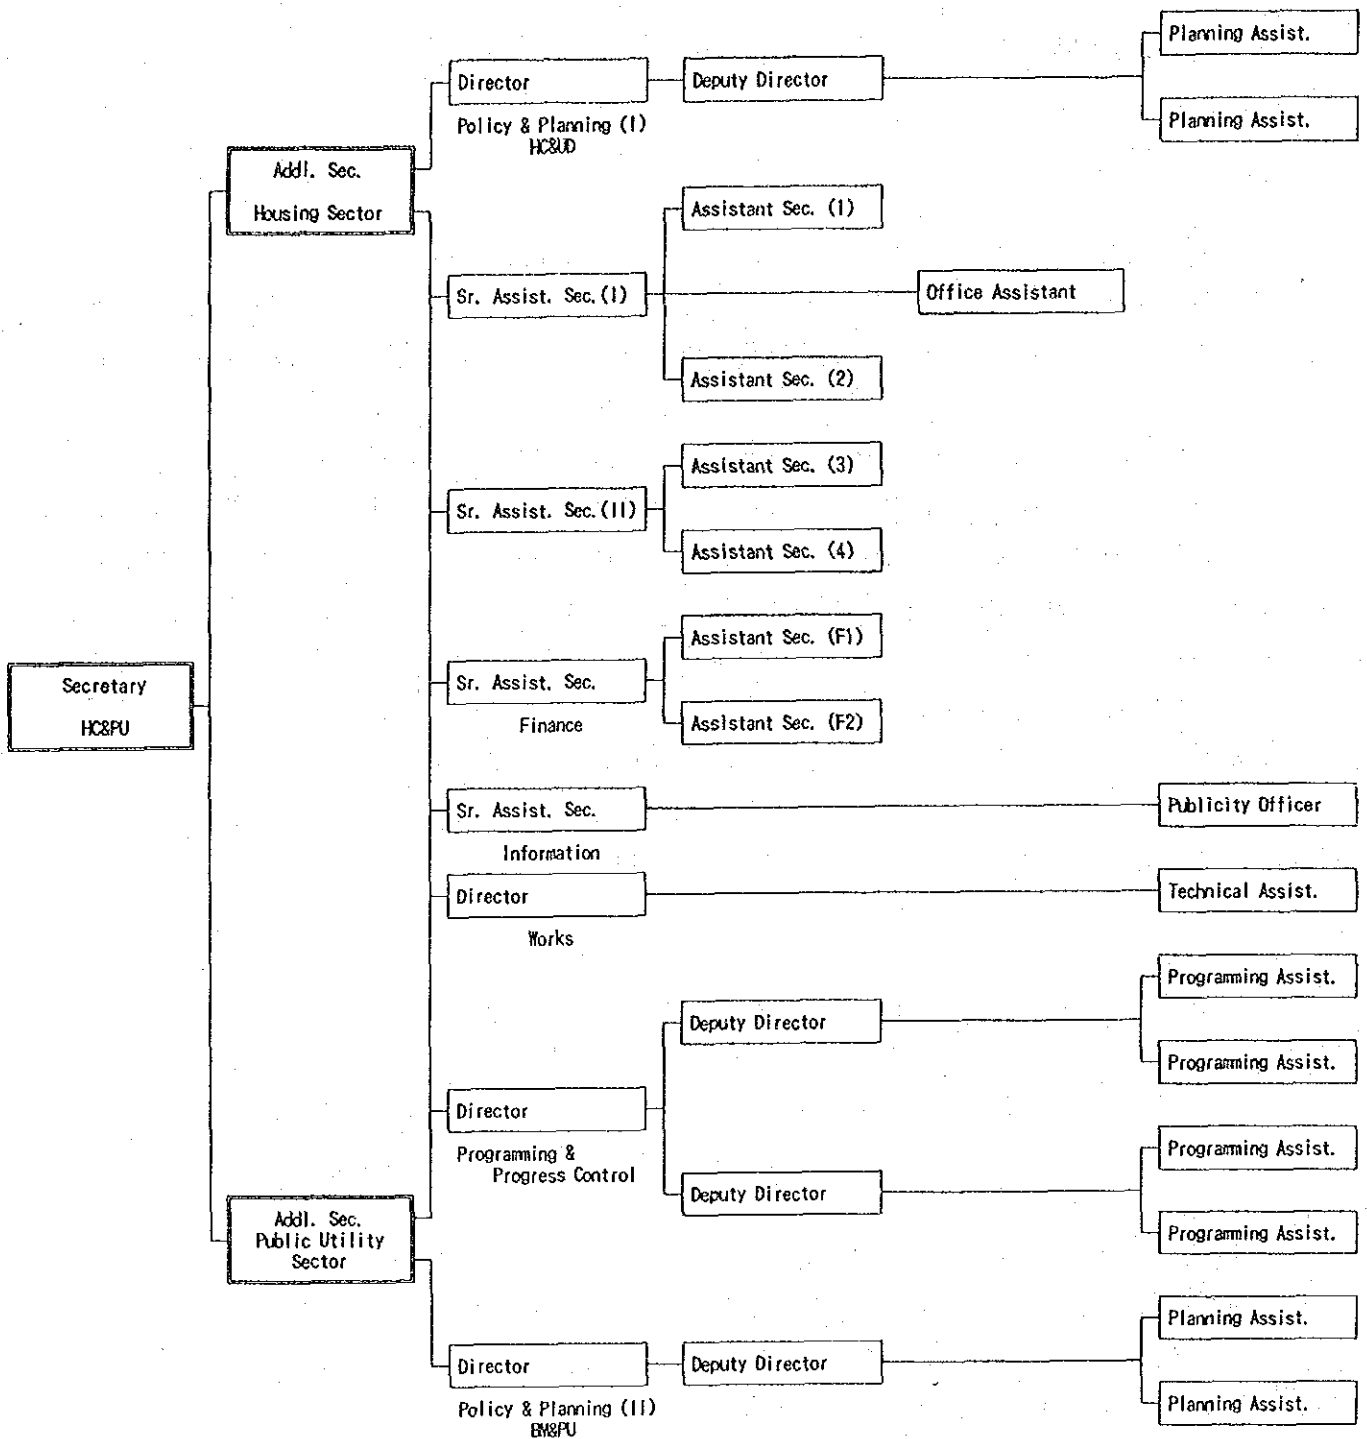 Planning Assist.
Director
Deputy Director
Policy & Planning (I)
HC&UD
Planning Assist.
Addl. Sec.
Housing Sector
Assistant Sec. (1)
Sr. Assist. Sec. (I)
Office Assistant
Assistant Sec. (2)
Assistant Sec. (3)
Sr. Assist. Sec. (II)
Assistant Sec. (4)
Assistant Sec. (F1)
Secretary
HC&PU
Sr. Assist. Sec.
Finance
Assistant Sec. (F2)
Sr. Assist. Sec.
Information
Publicity Officer
Director
Works
Technical Assist.
Programming Assist.
Deputy Director
Programming Assist.
Director
Programming &
Progress Control
Programming Assist.
Deputy Director
Programming Assist.
Addl. Sec.
Public Utility
Sector
Planning Assist.
Director
Deputy Director
Policy & Planning (II)
BM&PU
Planning Assist.